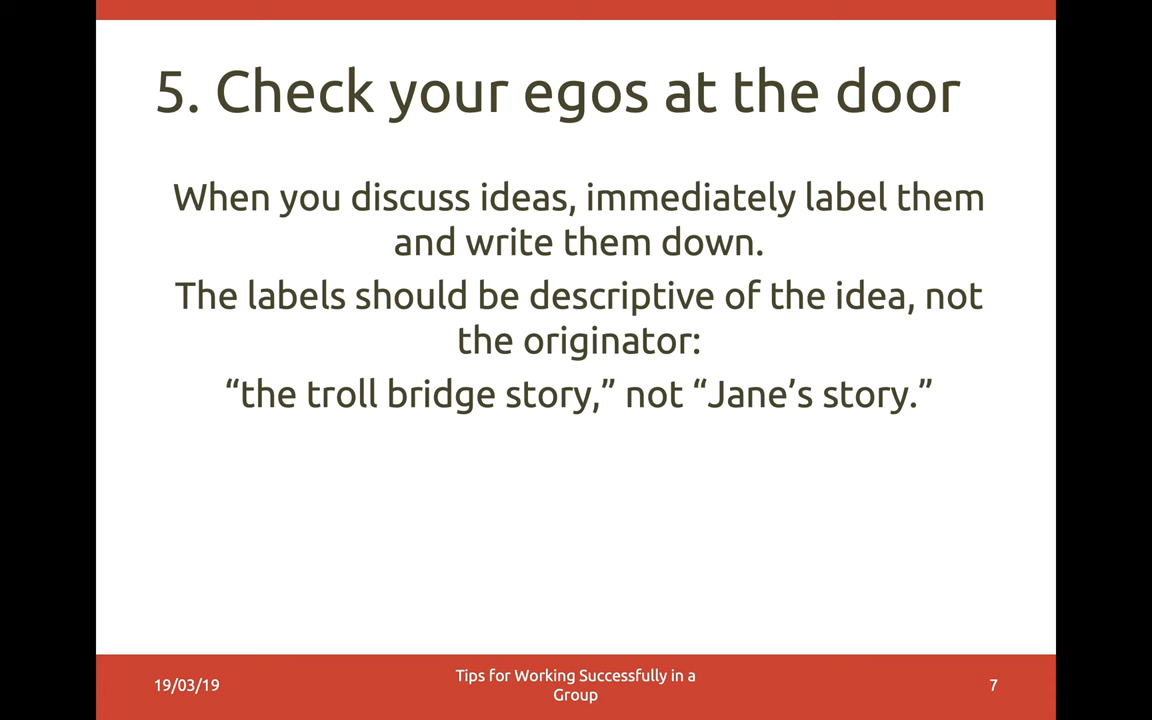 5. Check your egos at the door
When you discuss ideas, immediately label them
and write them down.
The labels should be descriptive of the idea, not
the originator:
“the troll bridge story,” not “Jane’s story.”
19/03/19
Tips for Working Successfully in a
Group
7